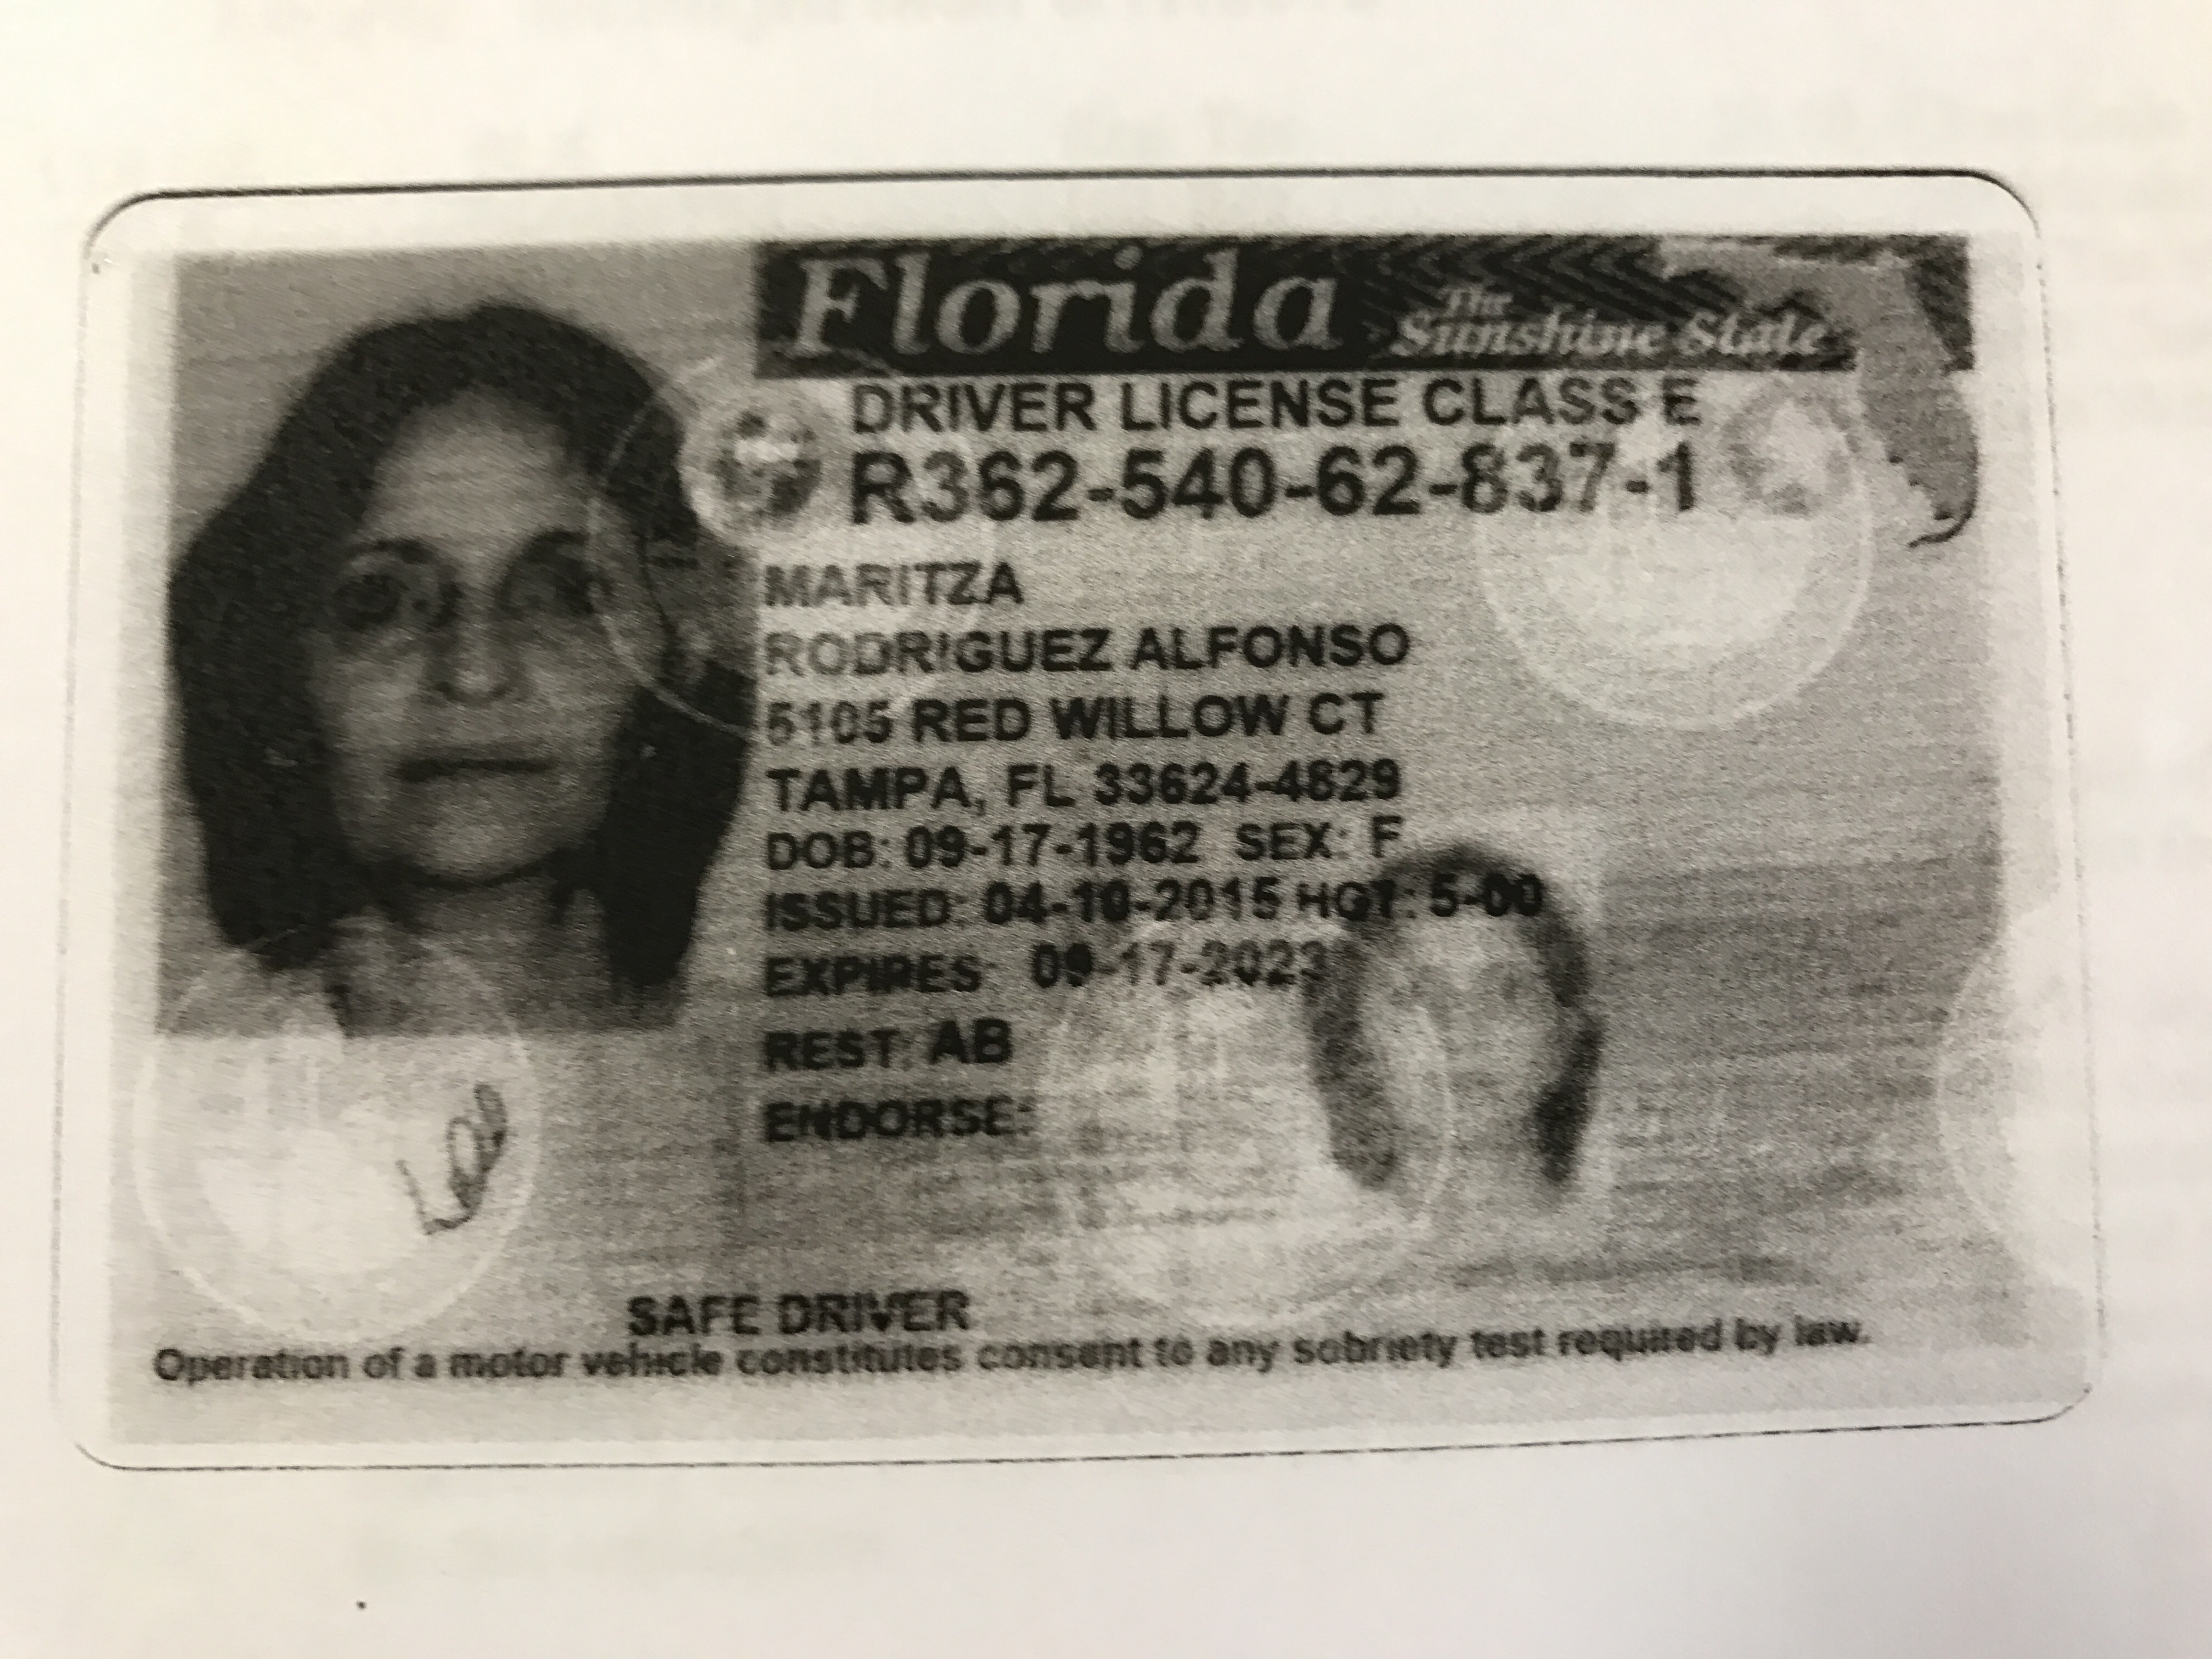 Florida The Sunshine State
DRIVER LICENSE CLASS E
R362-540-62-837-1
MARITZA
RODRIGUEZ ALFONSO
5105 RED WILLOW CT
TAMPA, FL 33624-4829
DOB: 09-17-1962 SEX: F
ISSUED: 04-10-2015 HGT: 5-00
EXPIRES 09-17-2023
REST: AB
ENDORSE:
SAFE DRIVER
Operation of a motor vehicle constitutes consent to any sobriety test required by law.